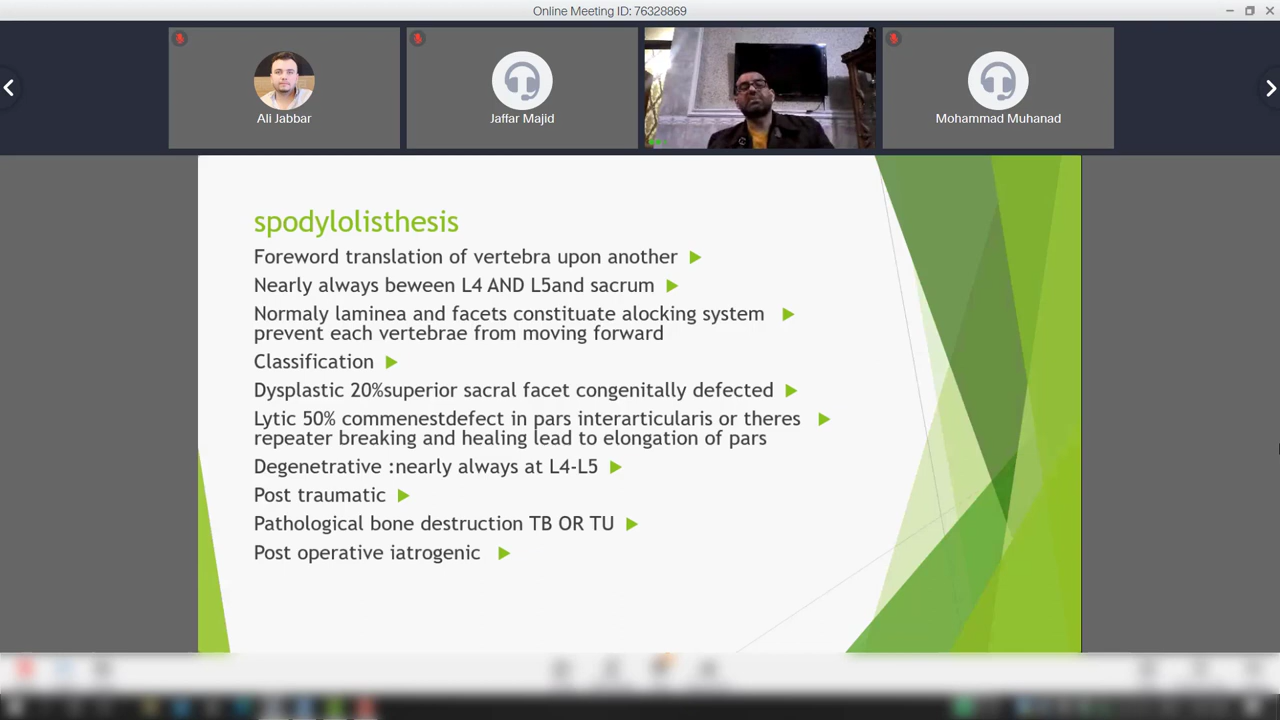 Online Meeting ID: 76328869
Ali Jabbar
Jaffar Majid
Mohammad Muhanad
spodylolisthesis
Foreword translation of vertebra upon another
Nearly always beween L4 AND L5and sacrum
Normaly laminea and facets constituate alocking system
prevent each vertebrae from moving forward
Classification
Dysplastic 20%superior sacral facet congenitally defected
Lytic 50% commenestdefect in pars interarticularis or theres
repeater breaking and healing lead to elongation of pars
Degenetrative :nearly always at L4-L5
Post traumatic
Pathological bone destruction TB OR TU
Post operative iatrogenic